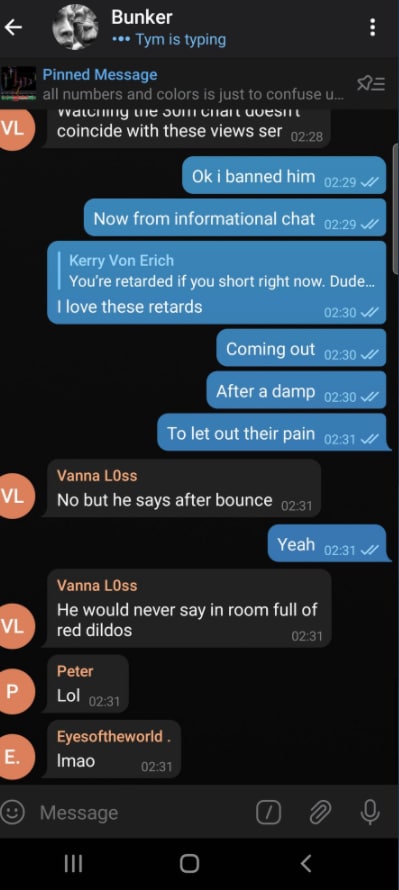 Bunker
Tym is typing
Pinned Message
all numbers and colors is just to confuse u...
VL
Watching the 30m chart doesn't
coincide with these views ser 02:28
Ok i banned him 02:29
Now from informational chat 02:29
Kerry Von Erich
You're retarded if you short right now. Dude...
I love these retards 02:30
Coming out 02:30
After a damp 02:30
To let out their pain 02:31
Vanna L0ss
VL
No but he says after bounce 02:31
Yeah 02:31
Vanna L0ss
He would never say in room full of
VL
red dildos 02:31
Peter
P
Lol 02:31
Eyesoftheworld .
E.
lmao 02:31
Message